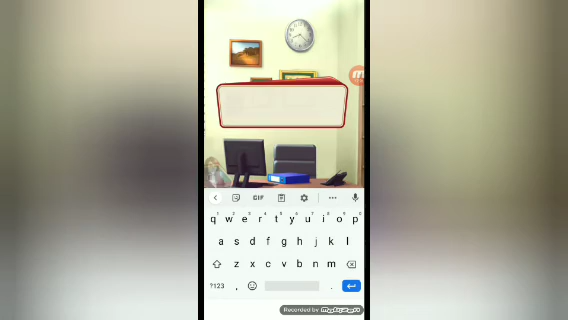 GIF
q w e r t y u i o p
a s d f g h j k l
z x c v b n m
?123 , .
Recorded by